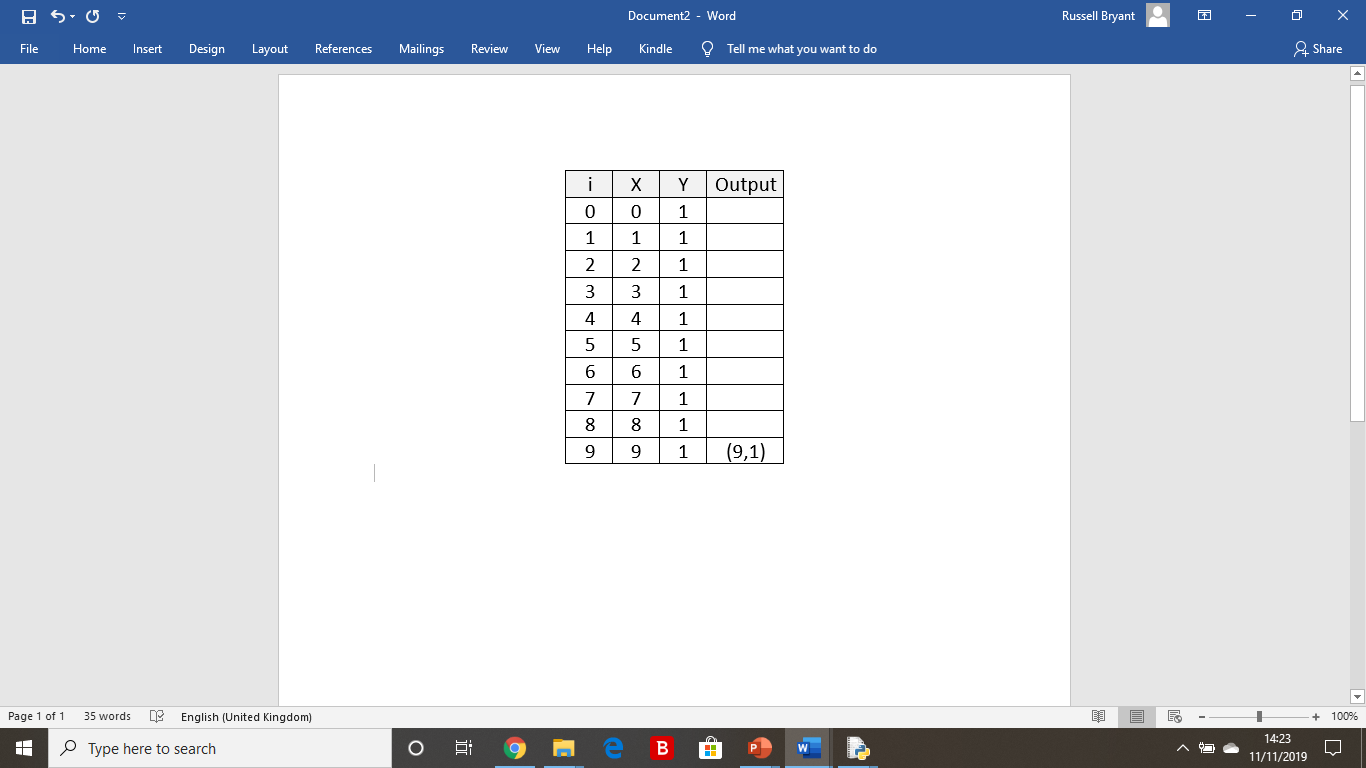 Document2 - Word
Russell Bryant
File Home Insert Design Layout References Mailings Review View Help Kindle Tell me what you want to do Share
i X Y Output
0 0 1
1 1 1
2 2 1
3 3 1
4 4 1
5 5 1
6 6 1
7 7 1
8 8 1
9 9 1 (9,1)
Page 1 of 1 35 words English (United Kingdom) 100%
Type here to search
14:23
11/11/2019